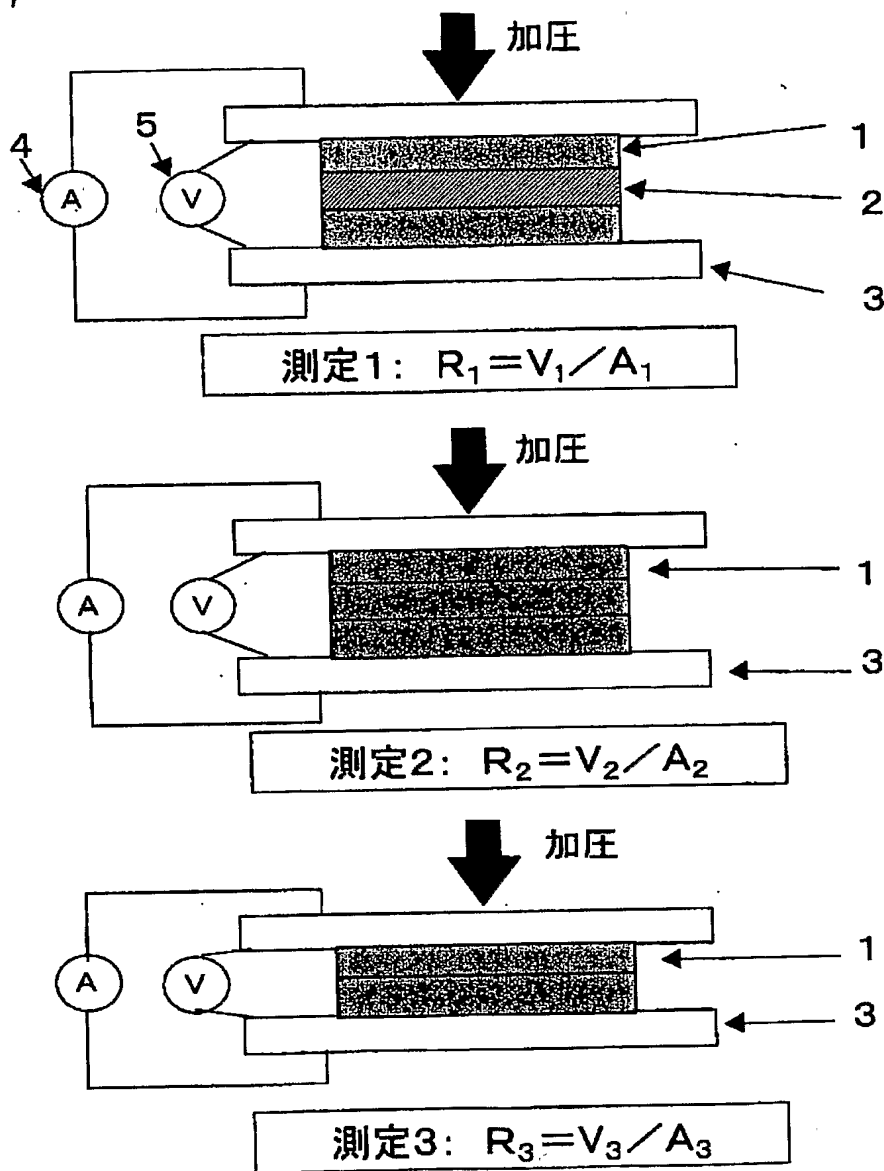 加圧
1
5
4
A
V
2
3
測定1: R₁=V₁/A₁
加圧
1
A
V
3
測定2: R₂=V₂/A₂
加圧
1
A
V
3
測定3: R₃=V₃/A₃